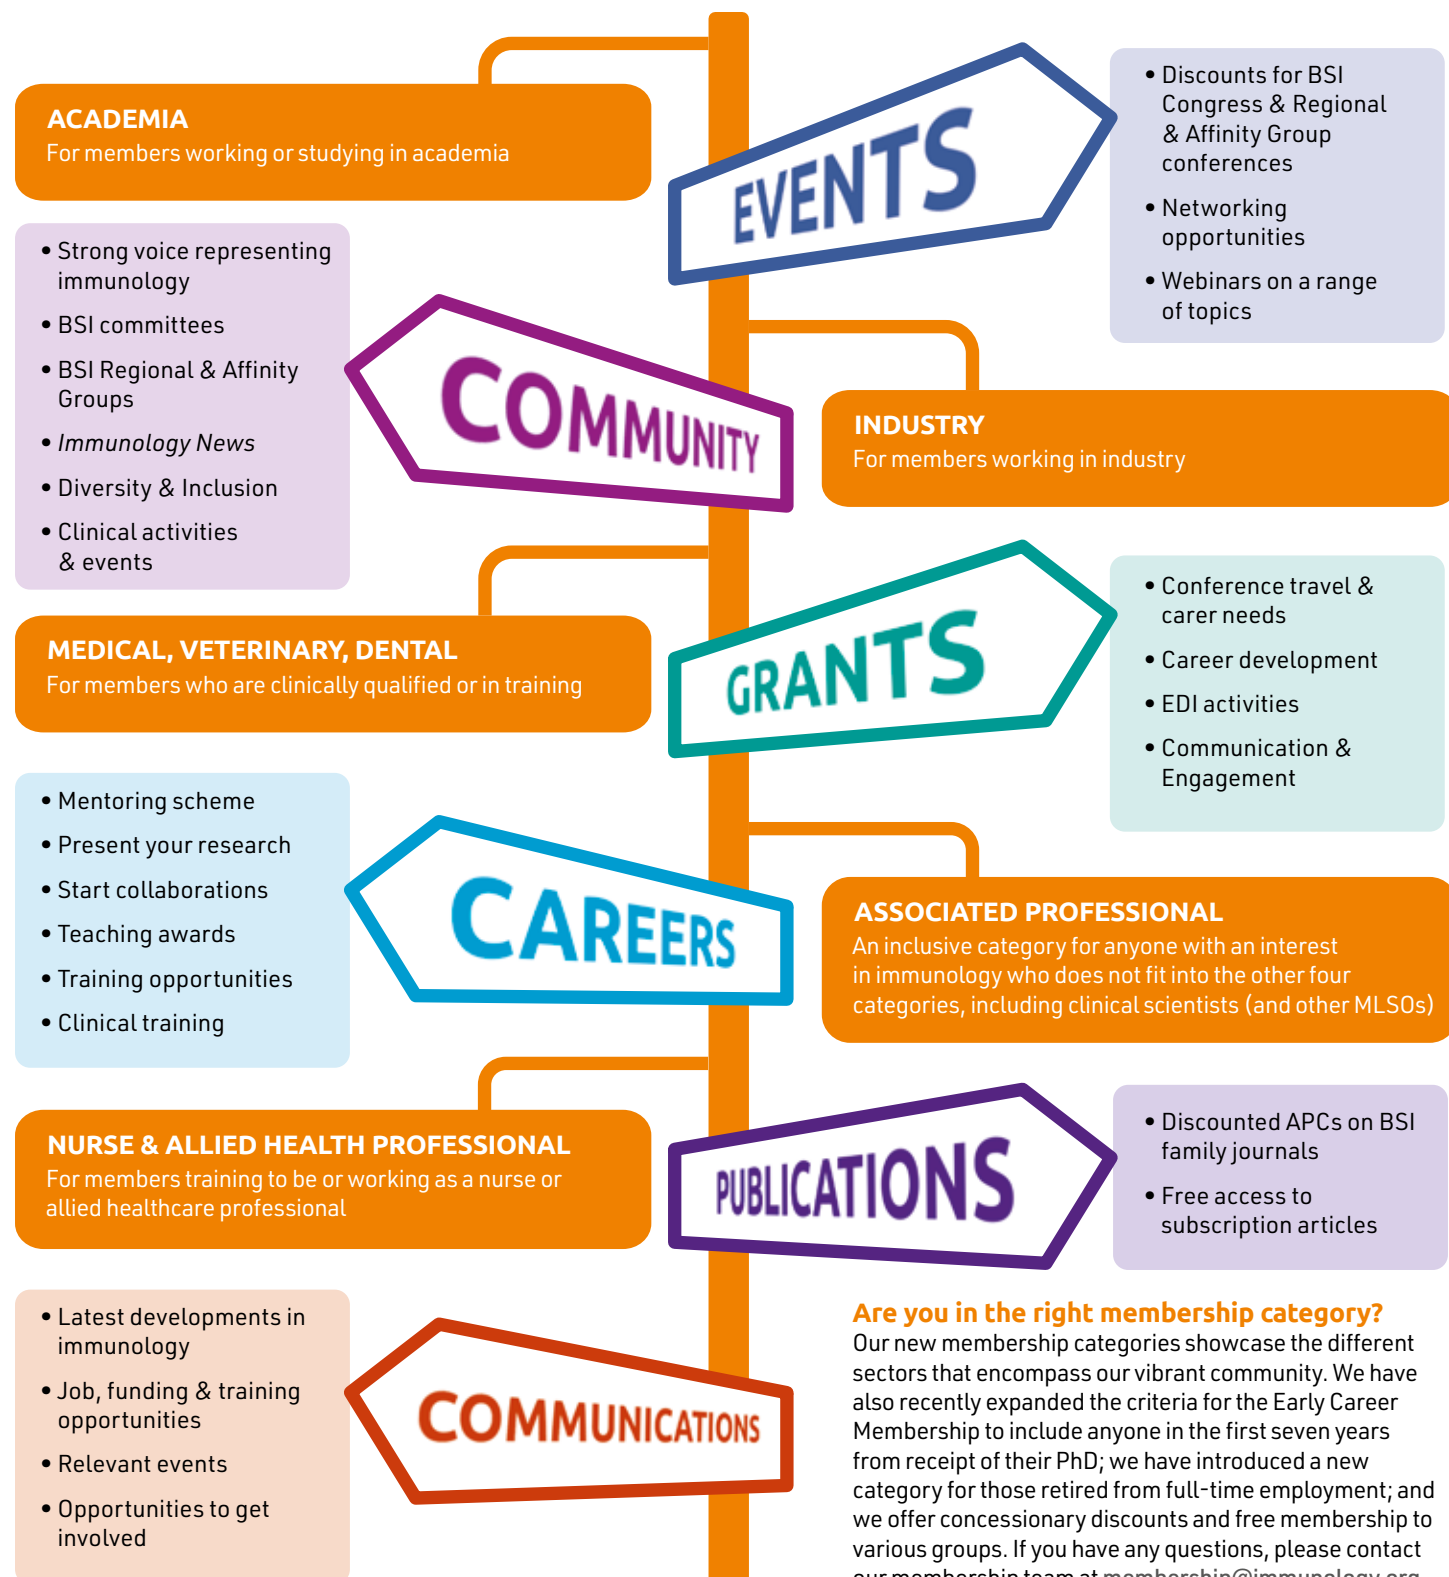 ACADEMIA
For members working or studying in academia
EVENTS
• Discounts for BSI
Congress & Regional
& Affinity Group
conferences
• Networking
opportunities
• Webinars on a range
of topics
• Strong voice representing
immunology
• BSI committees
• BSI Regional & Affinity
Groups
• Immunology News
• Diversity & Inclusion
• Clinical activities
& events
COMMUNITY
INDUSTRY
For members working in industry
MEDICAL, VETERINARY, DENTAL
For members who are clinically qualified or in training
GRANTS
• Conference travel &
carer needs
• Career development
• EDI activities
• Communication &
Engagement
• Mentoring scheme
• Present your research
• Start collaborations
• Teaching awards
• Training opportunities
• Clinical training
CAREERS
ASSOCIATED PROFESSIONAL
An inclusive category for anyone with an interest
in immunology who does not fit into the other four
categories, including clinical scientists (and other MLSOs)
NURSE & ALLIED HEALTH PROFESSIONAL
For members training to be or working as a nurse or
allied healthcare professional
PUBLICATIONS
• Discounted APCs on BSI
family journals
• Free access to
subscription articles
• Latest developments in
immunology
• Job, funding & training
opportunities
• Relevant events
• Opportunities to get
involved
COMMUNICATIONS
Are you in the right membership category?
Our new membership categories showcase the different
sectors that encompass our vibrant community. We have
also recently expanded the criteria for the Early Career
Membership to include anyone in the first seven years
from receipt of their PhD; we have introduced a new
category for those retired from full-time employment; and
we offer concessionary discounts and free membership to
various groups. If you have any questions, please contact
our membership team at membership@immunology.org